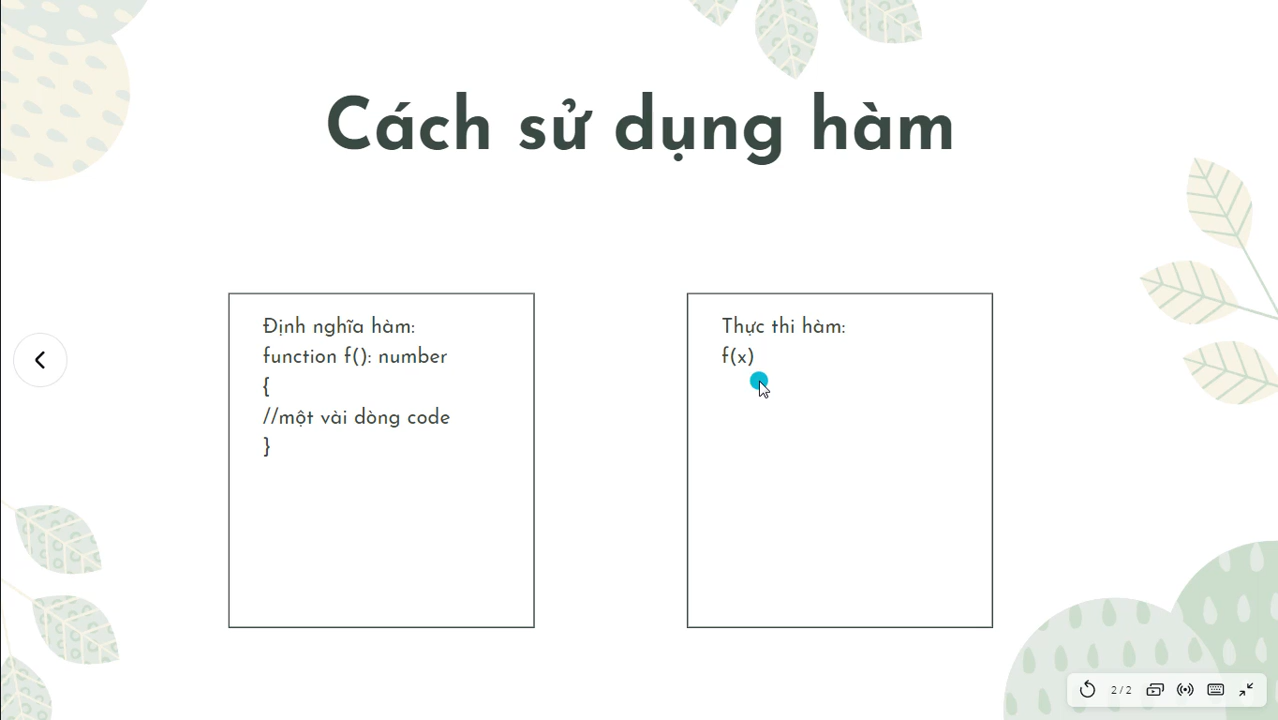 Cách sử dụng hàm
Định nghĩa hàm:
function f(): number
{
//một vài dòng code
}
Thực thi hàm:
f(x)
2 / 2